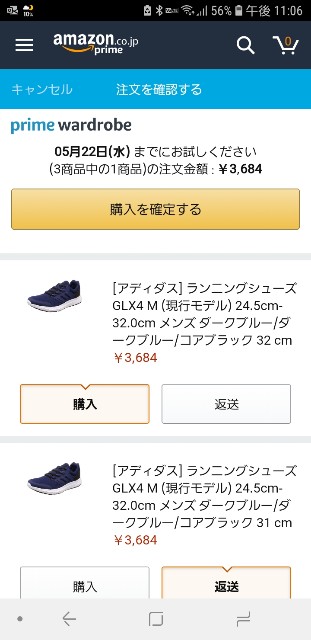 10%
56% 午後 11:06
amazon.co.jp
prime
0
キャンセル 注文を確認する
prime wardrobe
05月22日(水) までにお試しください
(3商品中の1商品)の注文金額 : ￥3,684
購入を確定する
[アディダス] ランニングシューズ
GLX4 M (現行モデル) 24.5cm-
32.0cm メンズ ダークブルー/ダ
ークブルー/コアブラック 32 cm
￥3,684
購入 返送
[アディダス] ランニングシューズ
GLX4 M (現行モデル) 24.5cm-
32.0cm メンズ ダークブルー/ダ
ークブルー/コアブラック 31 cm
￥3,684
購入 返送